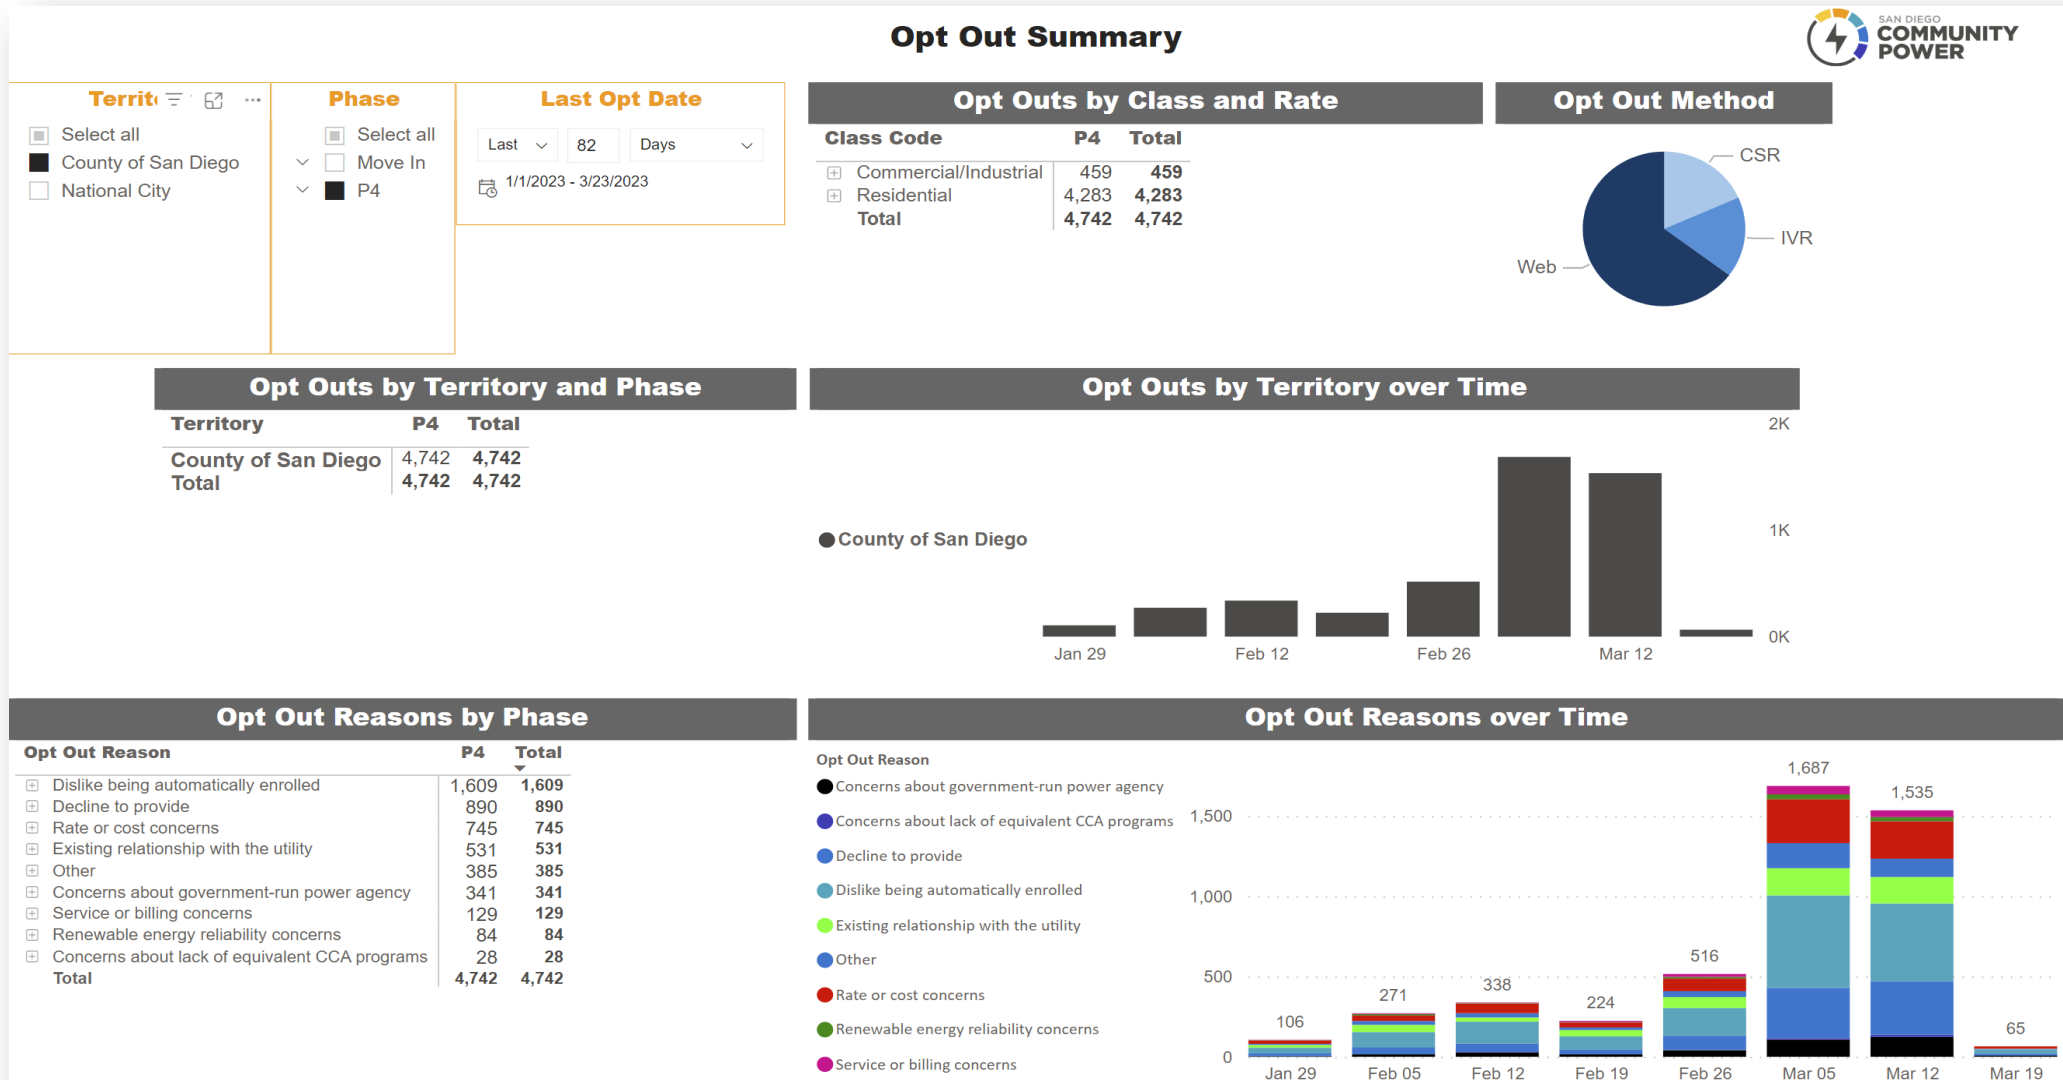 Opt Out Summary
SAN DIEGO
COMMUNITY
POWER
Territo
Select all
County of San Diego
National City
Phase
Select all
Move In
P4
Last Opt Date
Last 82 Days
1/1/2023 - 3/23/2023
Opt Outs by Class and Rate
Class Code P4 Total
Commercial/Industrial 459 459
Residential 4,283 4,283
Total 4,742 4,742
Opt Out Method
CSR
IVR
Web
Opt Outs by Territory and Phase
Territory P4 Total
County of San Diego 4,742 4,742
Total 4,742 4,742
Opt Outs by Territory over Time
County of San Diego
2K
1K
0K
Jan 29 Feb 12 Feb 26 Mar 12
Opt Out Reasons by Phase
Opt Out Reason P4 Total
Dislike being automatically enrolled 1,609 1,609
Decline to provide 890 890
Rate or cost concerns 745 745
Existing relationship with the utility 531 531
Other 385 385
Concerns about government-run power agency 341 341
Service or billing concerns 129 129
Renewable energy reliability concerns 84 84
Concerns about lack of equivalent CCA programs 28 28
Total 4,742 4,742
Opt Out Reasons over Time
Opt Out Reason
Concerns about government-run power agency
Concerns about lack of equivalent CCA programs
Decline to provide
Dislike being automatically enrolled
Existing relationship with the utility
Other
Rate or cost concerns
Renewable energy reliability concerns
Service or billing concerns
1,500
1,000
500
0
106 271 338 224 516 1,687 1,535 65
Jan 29 Feb 05 Feb 12 Feb 19 Feb 26 Mar 05 Mar 12 Mar 19